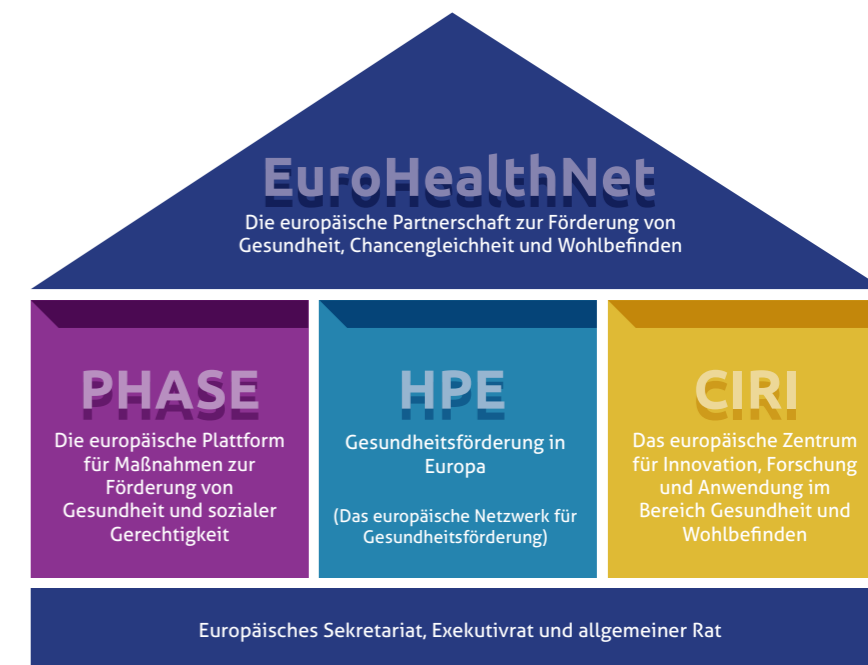 EuroHealthNet
Die europäische Partnerschaft zur Förderung von
Gesundheit, Chancengleichheit und Wohlbefinden
PHASE
Die europäische Plattform
für Maßnahmen zur
Förderung von
Gesundheit und sozialer
Gerechtigkeit
HPE
Gesundheitsförderung in
Europa
(Das europäische Netzwerk für
Gesundheitsförderung)
CIRI
Das europäische Zentrum
für Innovation, Forschung
und Anwendung im
Bereich Gesundheit und
Wohlbefinden
Europäisches Sekretariat, Exekutivrat und allgemeiner Rat